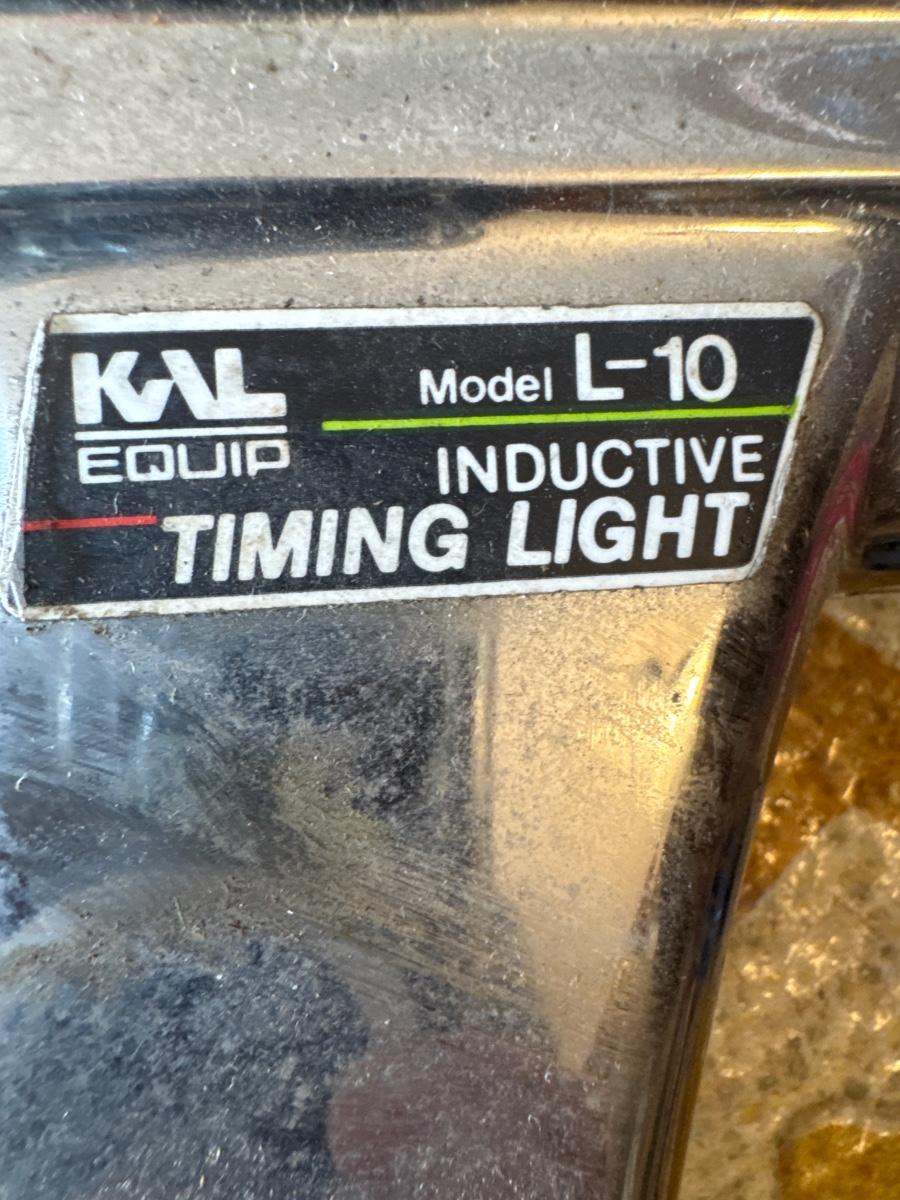 KAL
EQUIP
Model L-10
INDUCTIVE
TIMING LIGHT